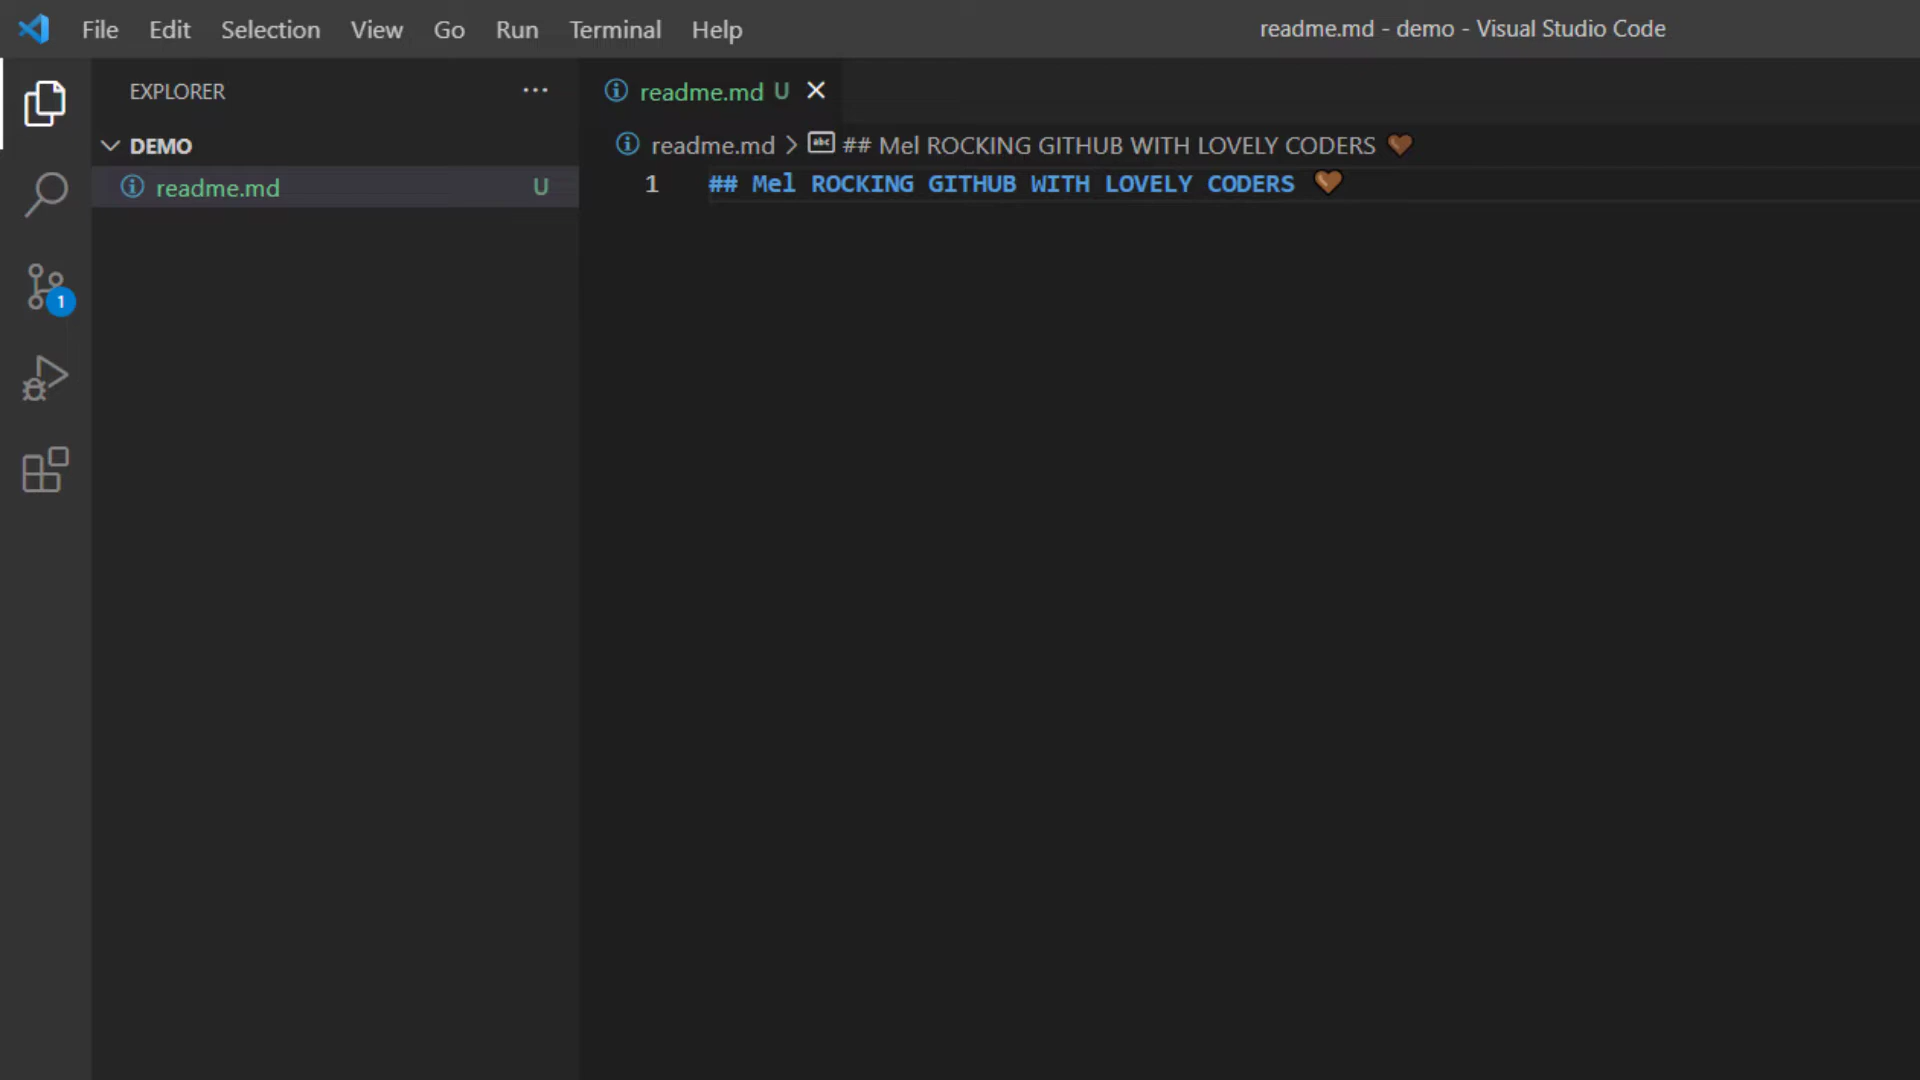 File Edit Selection View Go Run Terminal Help
readme.md - demo - Visual Studio Code
EXPLORER ···
DEMO
readme.md U
1
readme.md U
readme.md > ## Mel ROCKING GITHUB WITH LOVELY CODERS 🤎
1 ## Mel ROCKING GITHUB WITH LOVELY CODERS 🤎